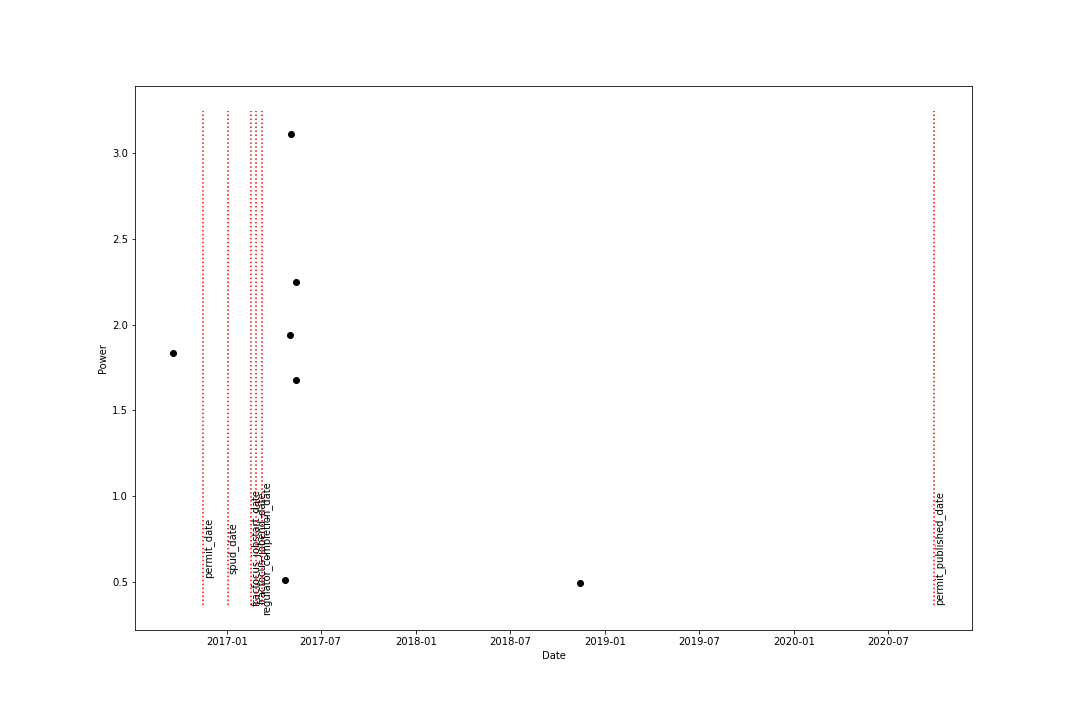 3.0
2.5
2.0
1.5
1.0
0.5
Power
permit_date
spud_date
fracfocus_jobstart_date
regulator_completion_date
permit_published_date
2017-01
2017-07
2018-01
2018-07
2019-01
2019-07
2020-01
2020-07
Date